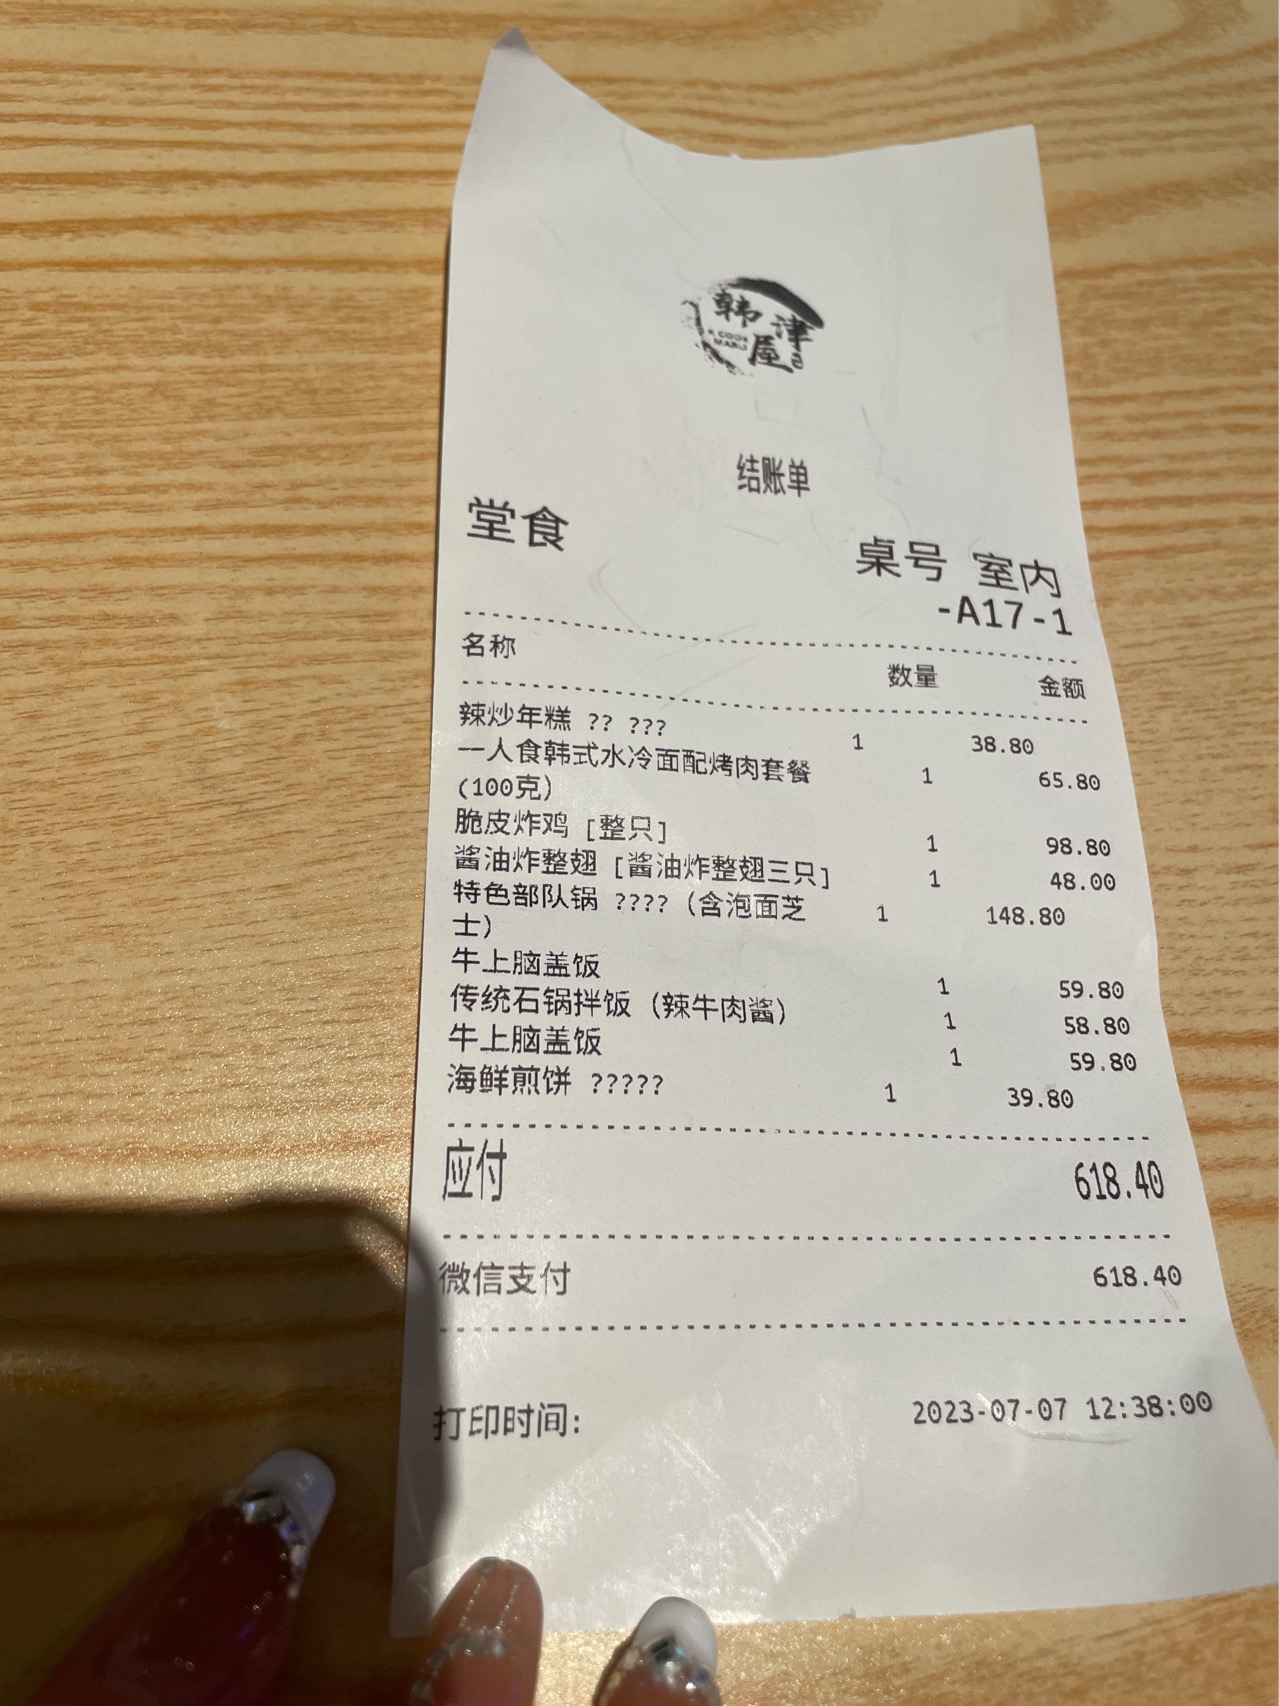 韩津屋
K COOK
MARU
结账单
堂食
桌号 室内
-A17-1
名称 数量 金额
辣炒年糕 ?? ??? 1 38.80
一人食韩式水冷面配烤肉套餐 1 65.80
(100克)
脆皮炸鸡 [整只] 1 98.80
酱油炸整翅 [酱油炸整翅三只] 1 48.00
特色部队锅 ????（含泡面芝 1 148.80
士）
牛上脑盖饭 1 59.80
传统石锅拌饭（辣牛肉酱） 1 58.80
牛上脑盖饭 1 59.80
海鲜煎饼 ????? 1 39.80
应付 618.40
微信支付 618.40
打印时间: 2023-07-07 12:38:00